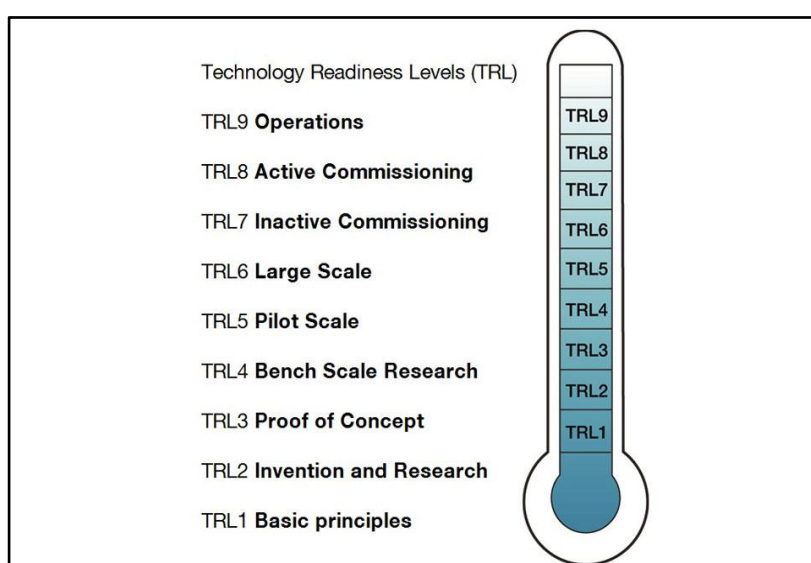 Technology Readiness Levels (TRL)
TRL9 Operations
TRL8 Active Commissioning
TRL7 Inactive Commissioning
TRL6 Large Scale
TRL5 Pilot Scale
TRL4 Bench Scale Research
TRL3 Proof of Concept
TRL2 Invention and Research
TRL1 Basic principles
TRL9
TRL8
TRL7
TRL6
TRL5
TRL4
TRL3
TRL2
TRL1